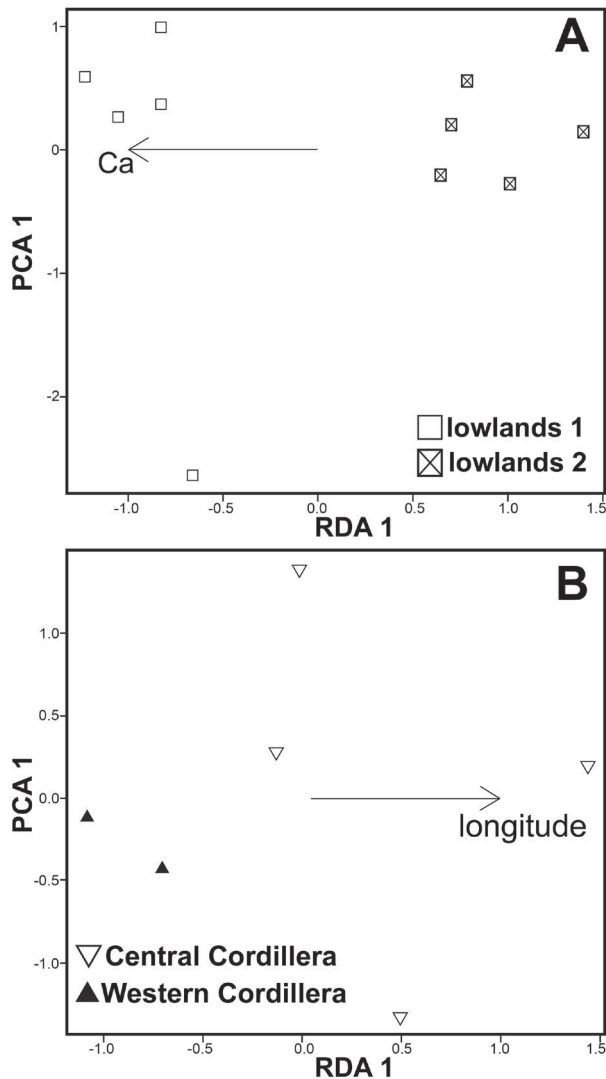 A
1
0
-1
-2
PCA 1
Ca
lowlands 1
lowlands 2
-1.0 -0.5 0.0 0.5 1.0 1.5
RDA 1
B
1.0
0.5
0.0
-0.5
-1.0
PCA 1
longitude
Central Cordillera
Western Cordillera
-1.0 -0.5 0.0 0.5 1.0 1.5
RDA 1